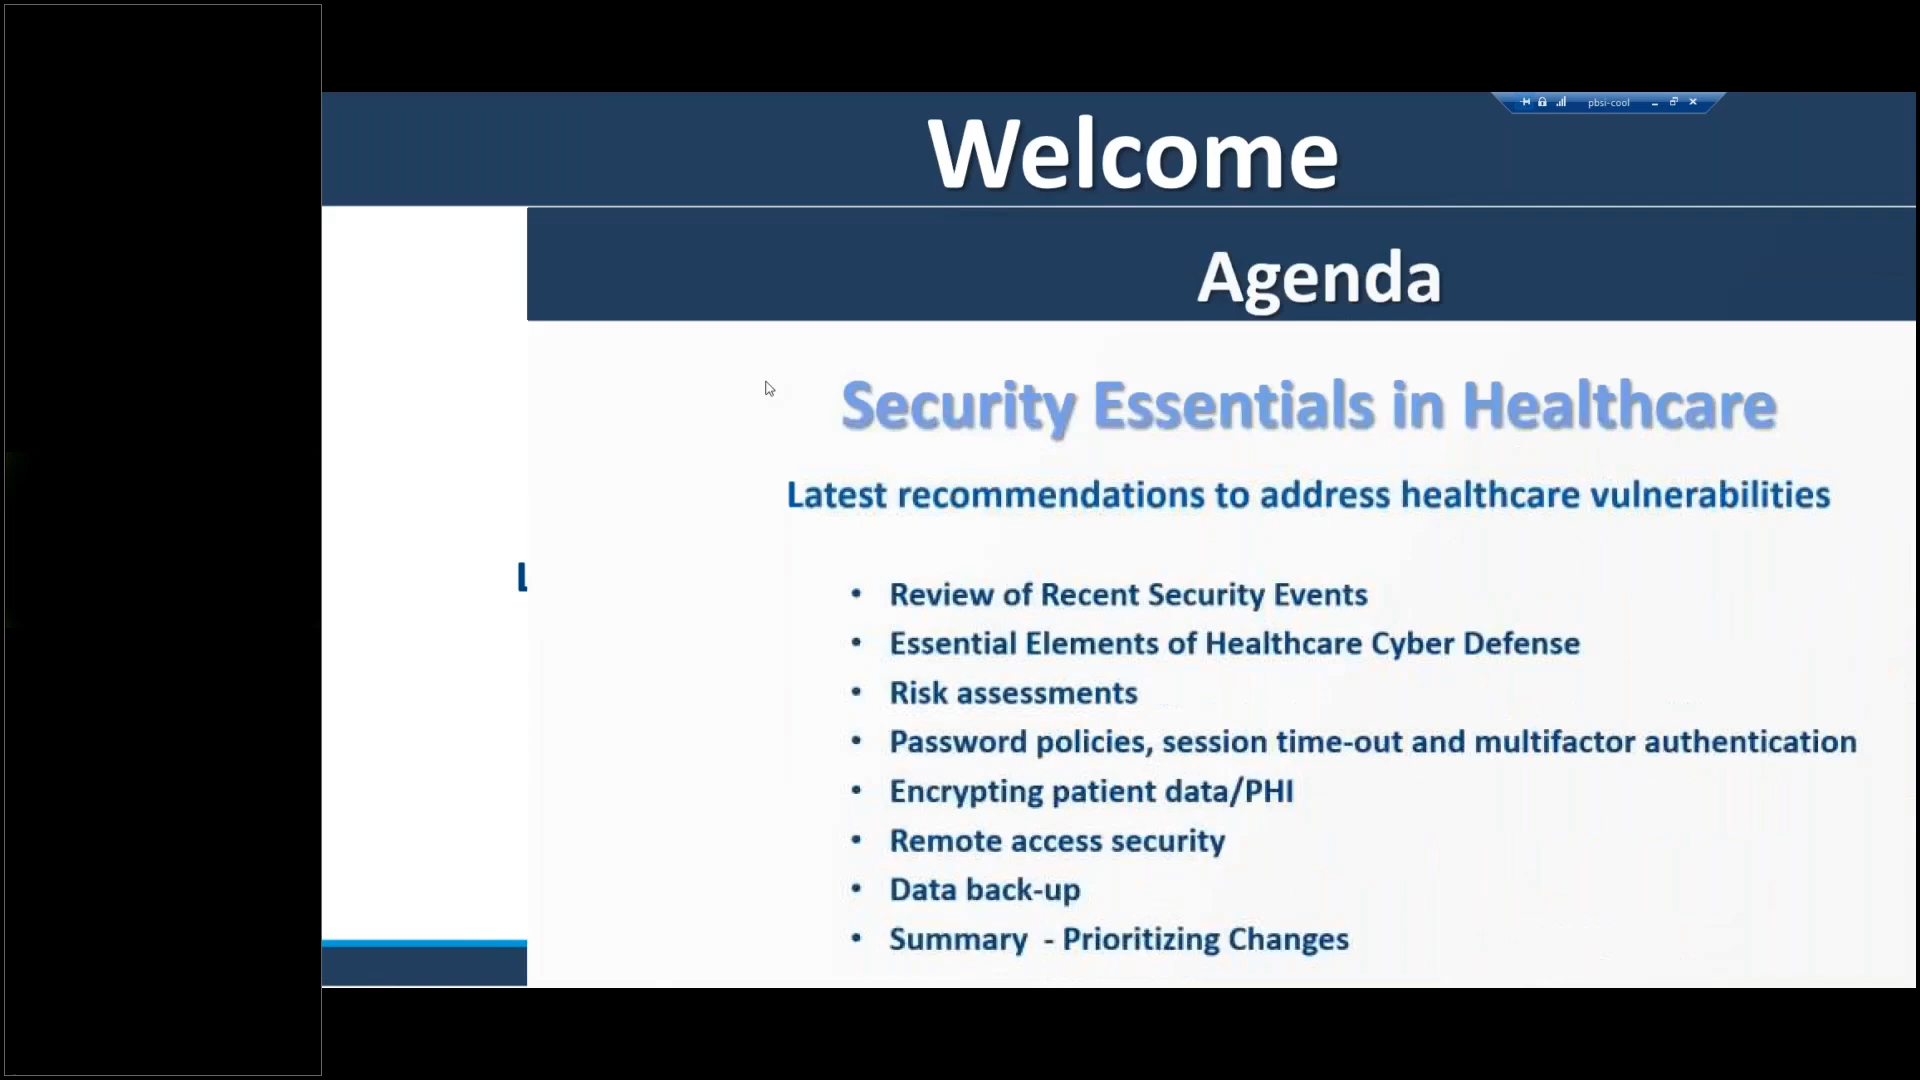 pbsi-cool
Welcome
Agenda
Security Essentials in Healthcare
Latest recommendations to address healthcare vulnerabilities
L
• Review of Recent Security Events
• Essential Elements of Healthcare Cyber Defense
• Risk assessments
• Password policies, session time-out and multifactor authentication
• Encrypting patient data/PHI
• Remote access security
• Data back-up
• Summary - Prioritizing Changes